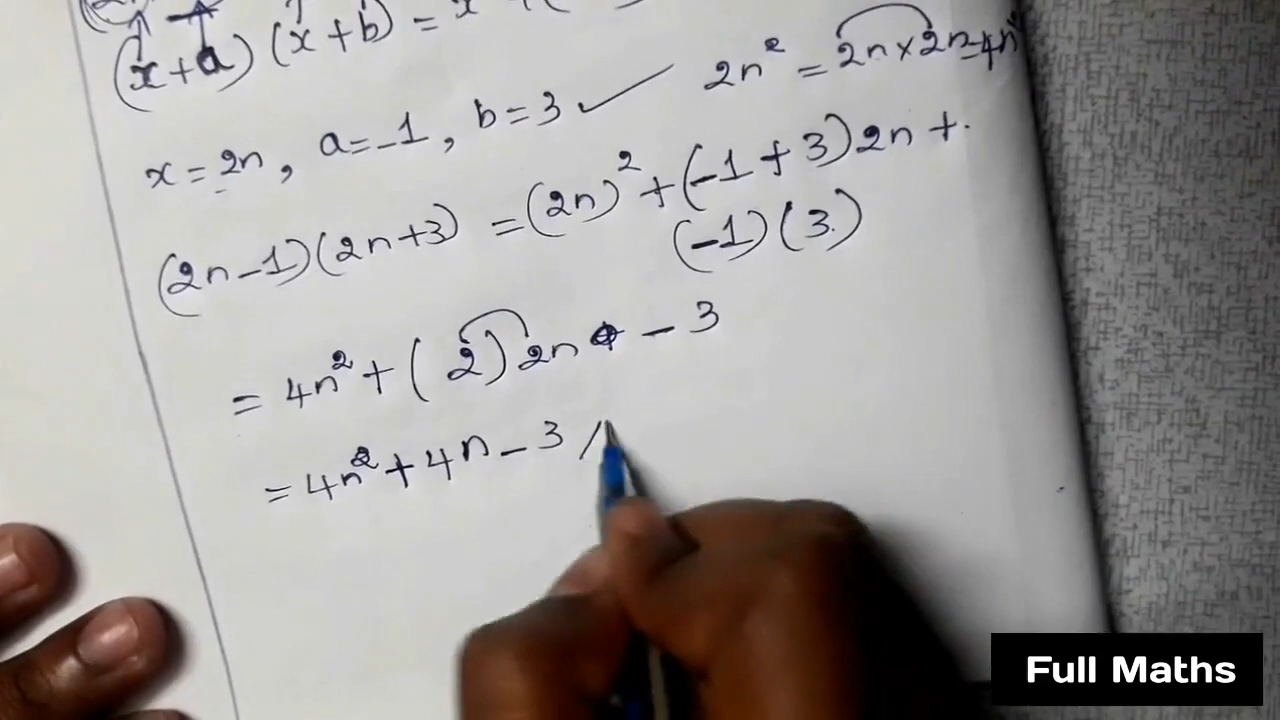 (x+a) (x+b) = x
x = 2n, a = -1, b = 3 ✓
2n² = 2n × 2n = 4n²
(2n-1)(2n+3) = (2n)² + (-1+3)2n +
(-1)(3)
= 4n² + (2)2n - 3
= 4n² + 4n - 3 /
Full Maths